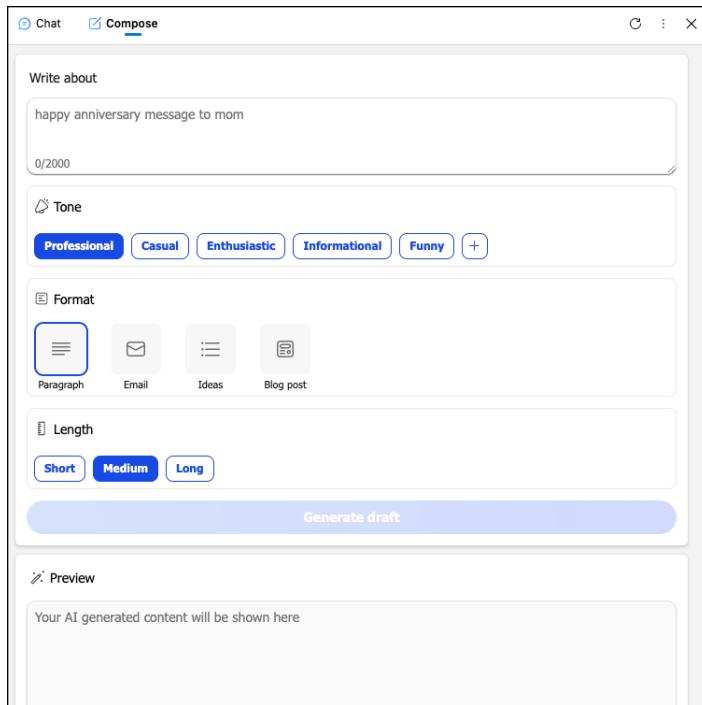 Chat Compose
Write about
happy anniversary message to mom
0/2000
Tone
Professional Casual Enthusiastic Informational Funny +
Format
Paragraph Email Ideas Blog post
Length
Short Medium Long
Generate draft
Preview
Your AI generated content will be shown here